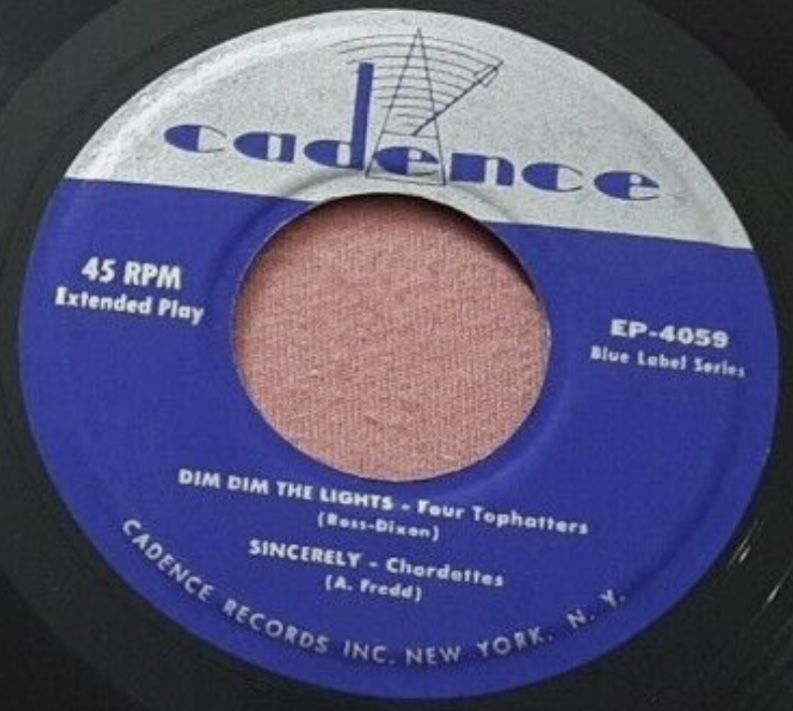 cadence
45 RPM
Extended Play
EP-4059
Blue Label Series
DIM DIM THE LIGHTS - Four Tophatters
(Ross-Dixon)
SINCERELY - Chordettes
(A. Fredd)
CADENCE RECORDS INC. NEW YORK, N. Y.